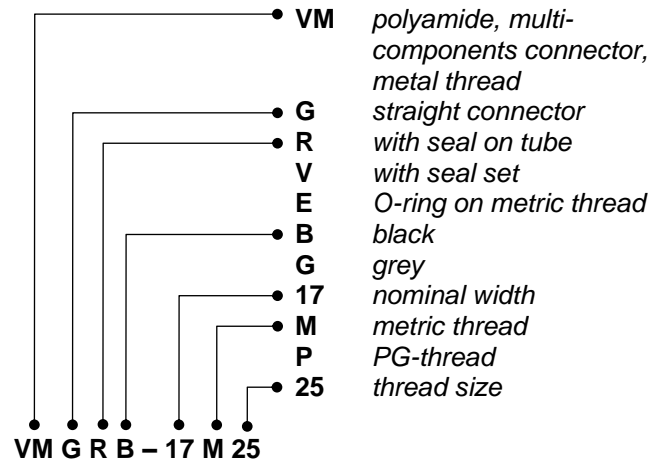 VM polyamide, multi-
components connector,
metal thread
G straight connector
R with seal on tube
V with seal set
E O-ring on metric thread
B black
G grey
17 nominal width
M metric thread
P PG-thread
25 thread size
VM G R B – 17 M 25